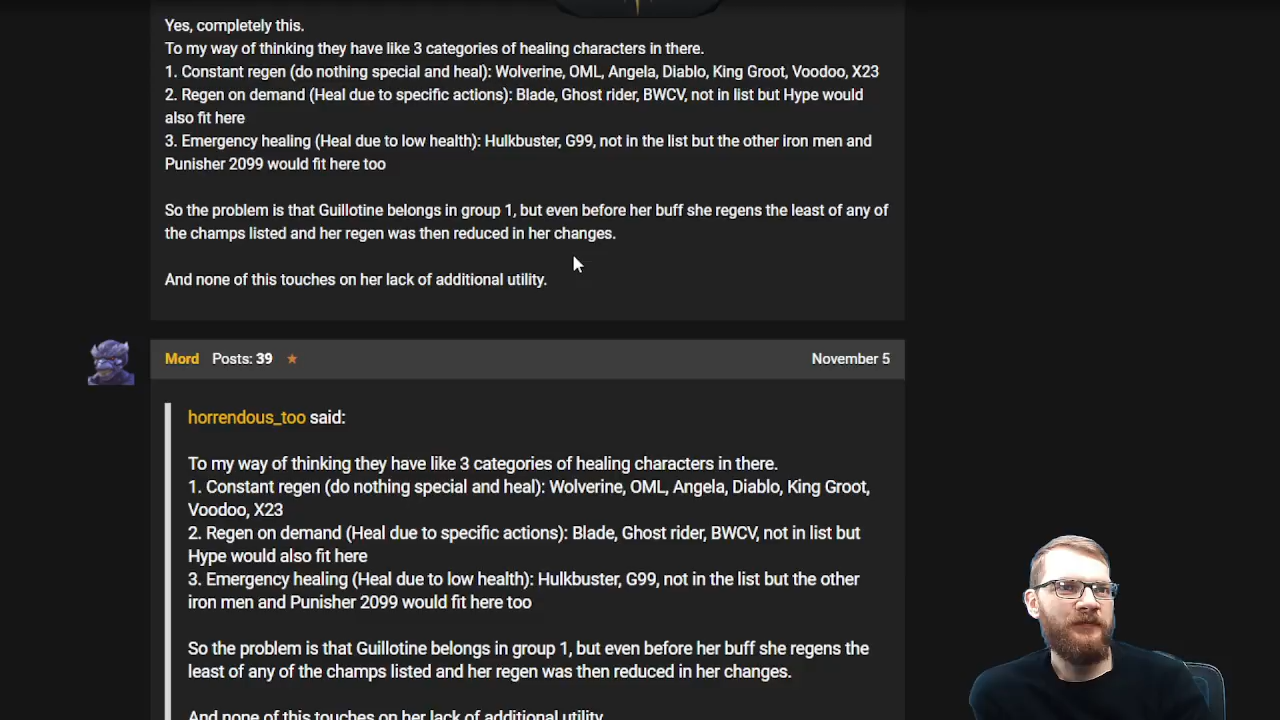 Yes, completely this.
To my way of thinking they have like 3 categories of healing characters in there.
1. Constant regen (do nothing special and heal): Wolverine, OML, Angela, Diablo, King Groot, Voodoo, X23
2. Regen on demand (Heal due to specific actions): Blade, Ghost rider, BWCV, not in list but Hype would
also fit here
3. Emergency healing (Heal due to low health): Hulkbuster, G99, not in the list but the other iron men and
Punisher 2099 would fit here too
So the problem is that Guillotine belongs in group 1, but even before her buff she regens the least of any of
the champs listed and her regen was then reduced in her changes.
And none of this touches on her lack of additional utility.
Mord Posts: 39 November 5
horrendous_too said:
To my way of thinking they have like 3 categories of healing characters in there.
1. Constant regen (do nothing special and heal): Wolverine, OML, Angela, Diablo, King Groot,
Voodoo, X23
2. Regen on demand (Heal due to specific actions): Blade, Ghost rider, BWCV, not in list but
Hype would also fit here
3. Emergency healing (Heal due to low health): Hulkbuster, G99, not in the list but the other
iron men and Punisher 2099 would fit here too
So the problem is that Guillotine belongs in group 1, but even before her buff she regens the
least of any of the champs listed and her regen was then reduced in her changes.
And none of this touches on her lack of additional utility.